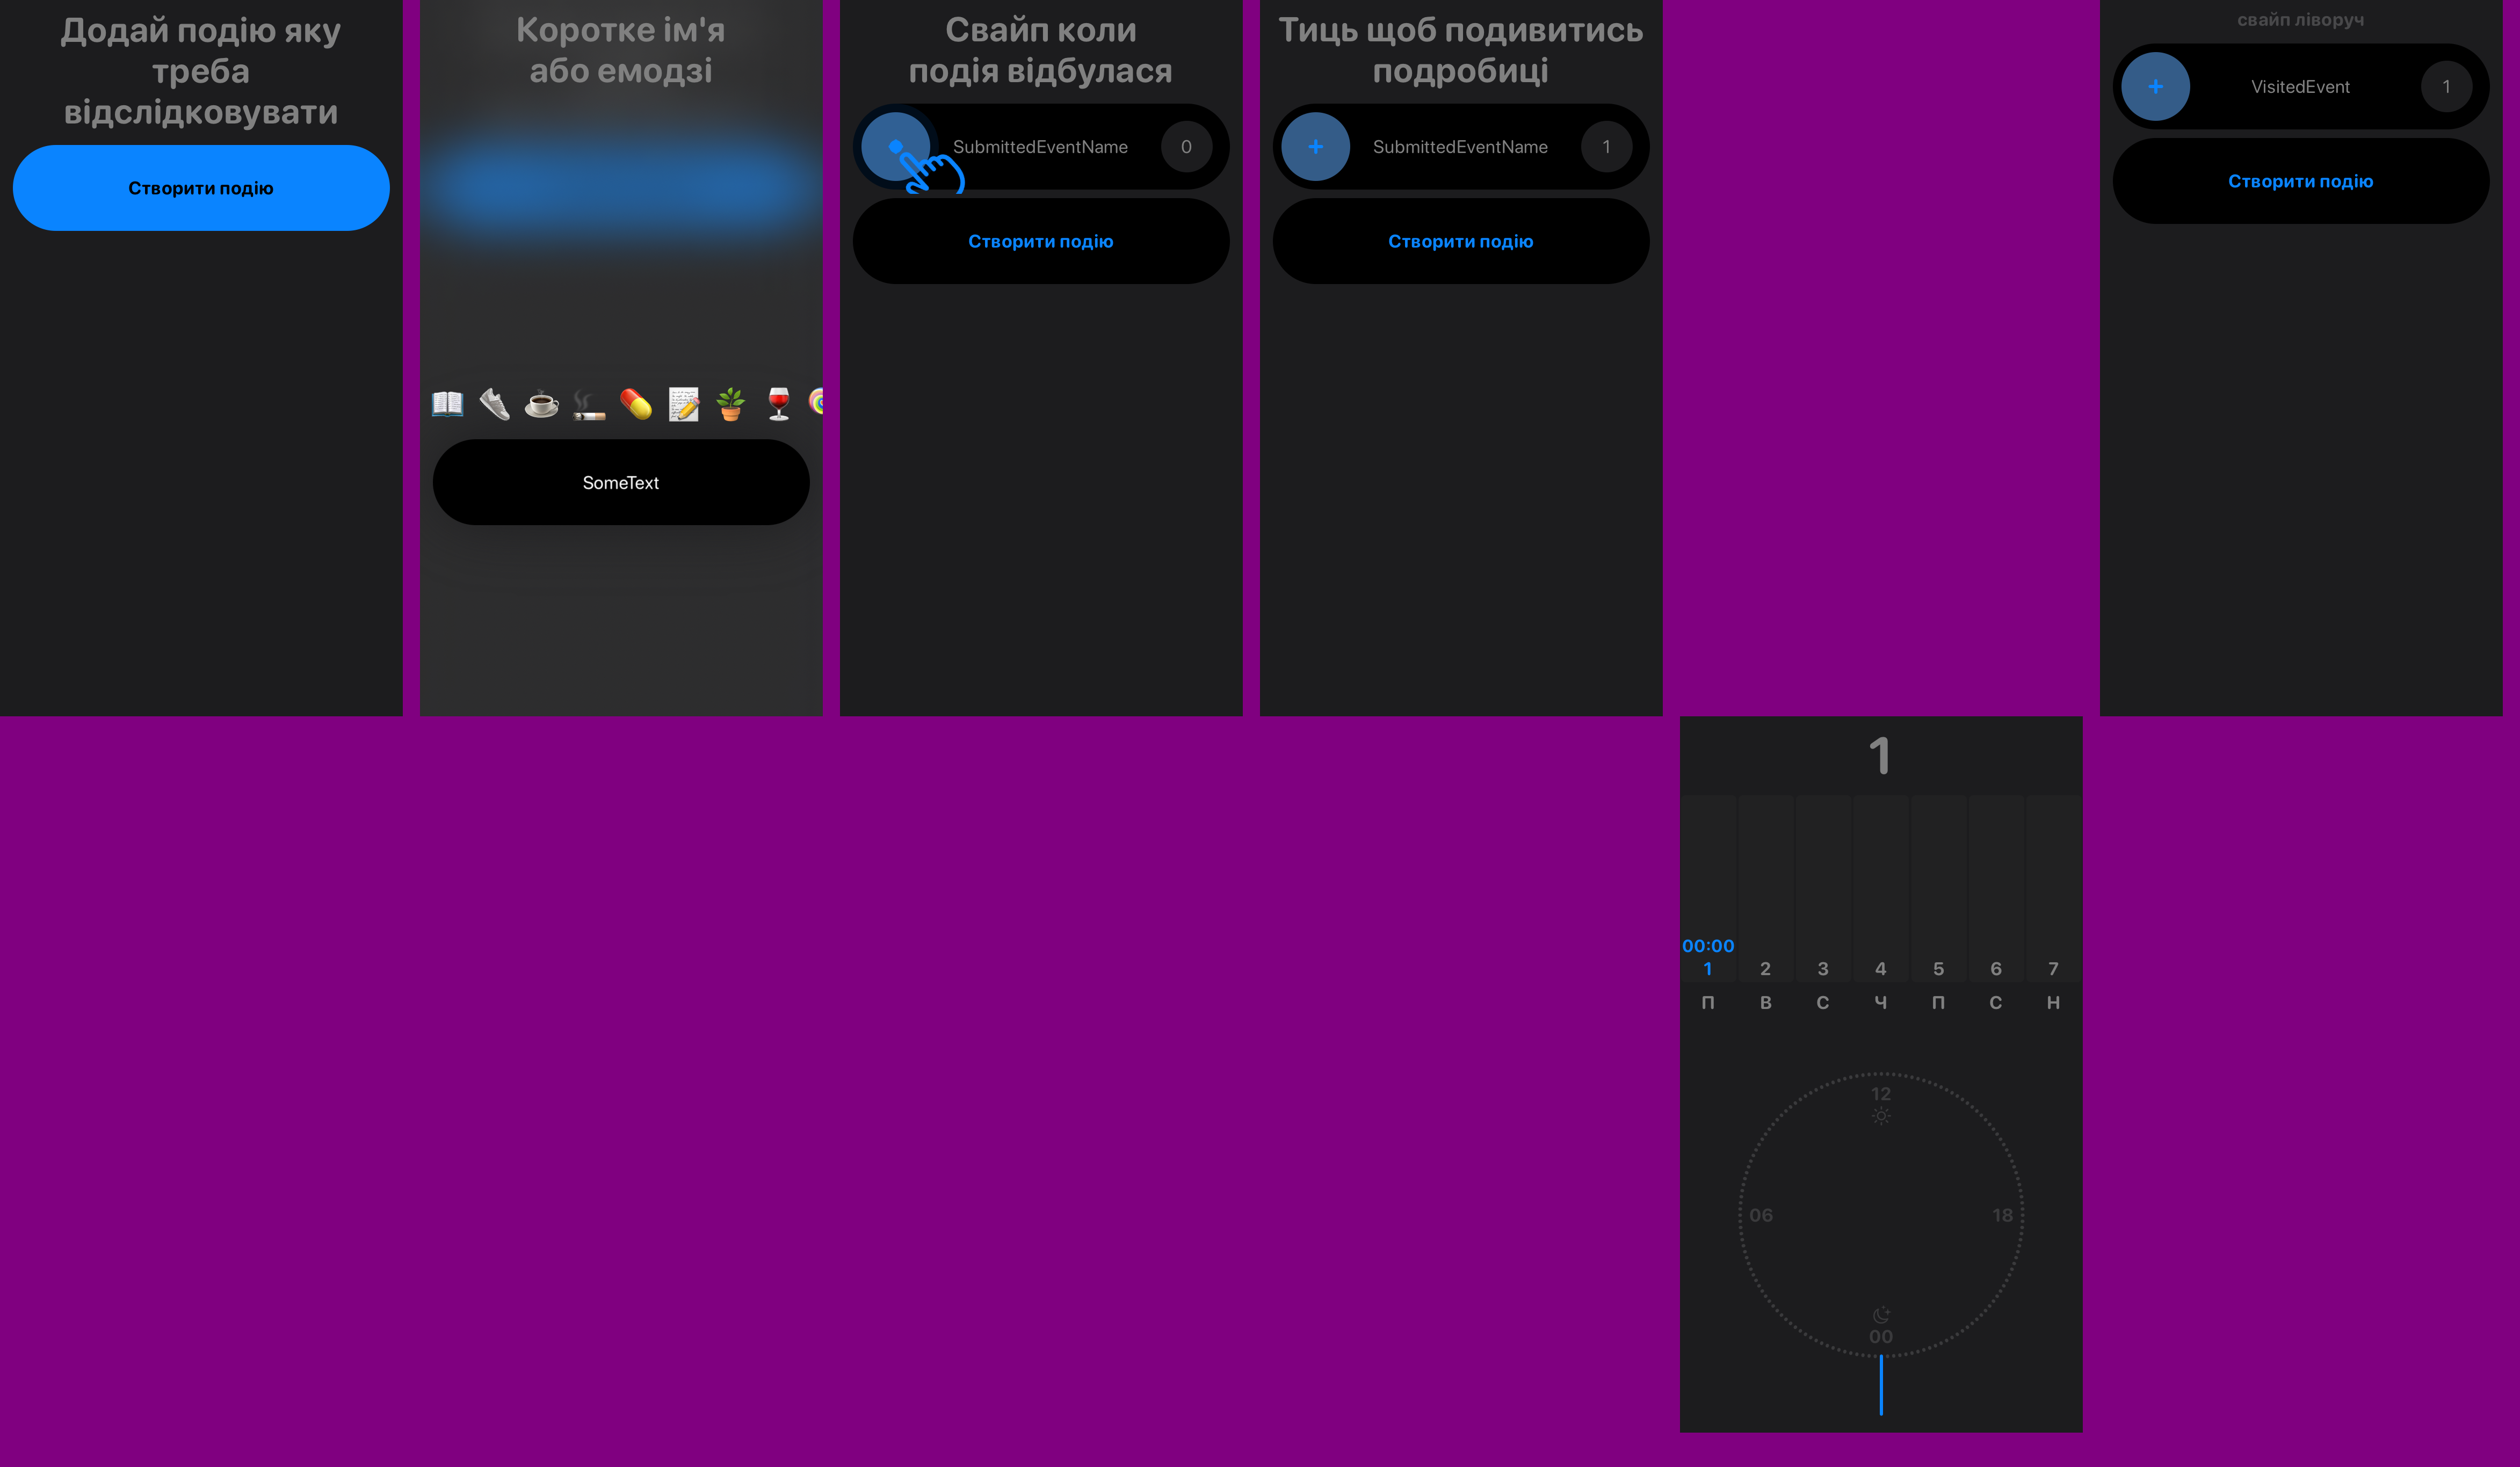 Додай подію яку
треба
відслідковувати
Створити подію
Коротке ім'я
або емодзі
SomeText
Свайп коли
подія відбулася
SubmittedEventName
0
Створити подію
Тиць щоб подивитись
подробиці
SubmittedEventName
1
Створити подію
свайп ліворуч
VisitedEvent
1
Створити подію
1
00:00
1 2 3 4 5 6 7
П В С Ч П С Н
12
06 18
00